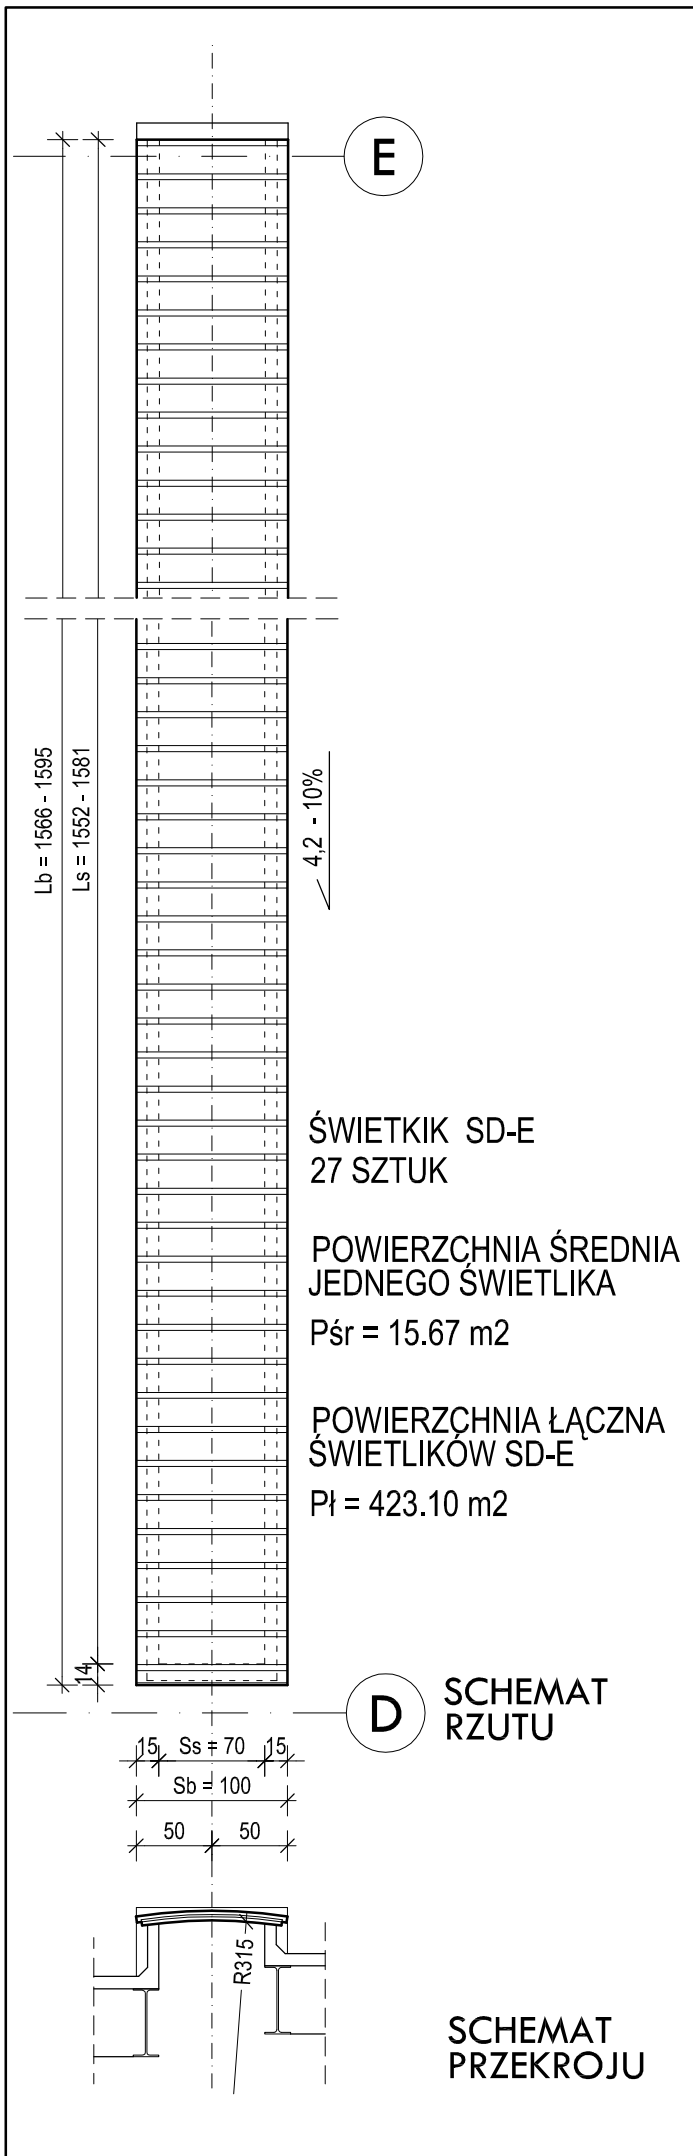 E
Lb = 1566 - 1595
Ls = 1552 - 1581
4,2 - 10%
ŚWIETKIK SD-E
27 SZTUK
POWIERZCHNIA ŚREDNIA
JEDNEGO ŚWIETLIKA
Pśr = 15.67 m2
POWIERZCHNIA ŁĄCZNA
ŚWIETLIKÓW SD-E
Pł = 423.10 m2
14
D
SCHEMAT
RZUTU
15 Ss = 70 15
Sb = 100
50 50
R315
SCHEMAT
PRZEKROJU